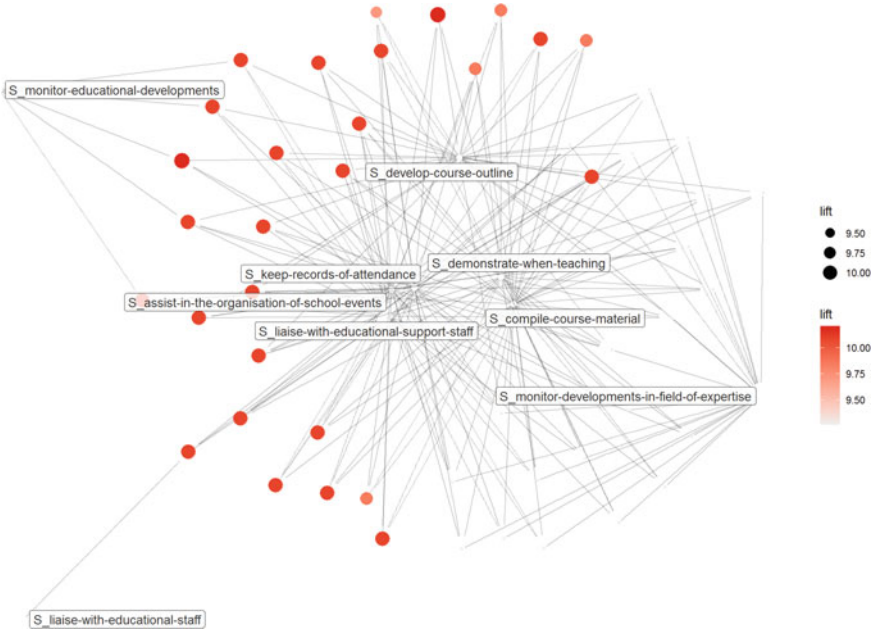 S_monitor-educational-developments
S_develop-course-outline
S_demonstrate-when-teaching
S_keep-records-of-attendance
S_assist-in-the-organisation-of-school-events
S_compile-course-material
S_liaise-with-educational-support-staff
S_monitor-developments-in-field-of-expertise
S_liaise-with-educational-staff
lift
9.50
9.75
10.00
lift
10.00
9.75
9.50